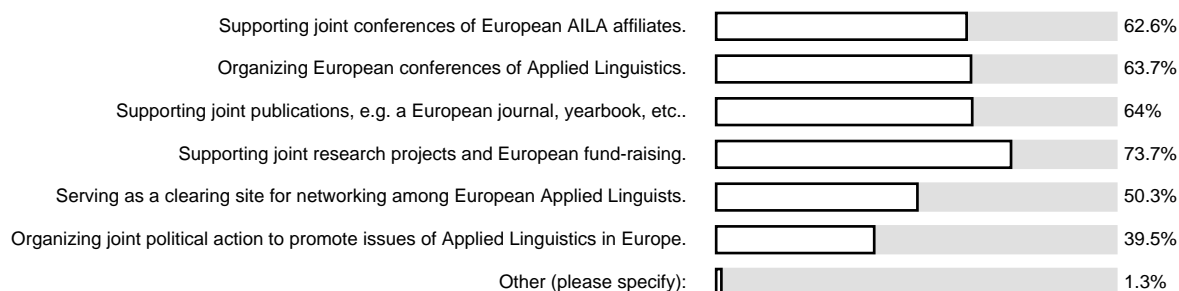 Supporting joint conferences of European AILA affiliates. 62.6%
Organizing European conferences of Applied Linguistics. 63.7%
Supporting joint publications, e.g. a European journal, yearbook, etc.. 64%
Supporting joint research projects and European fund-raising. 73.7%
Serving as a clearing site for networking among European Applied Linguists. 50.3%
Organizing joint political action to promote issues of Applied Linguistics in Europe. 39.5%
Other (please specify): 1.3%